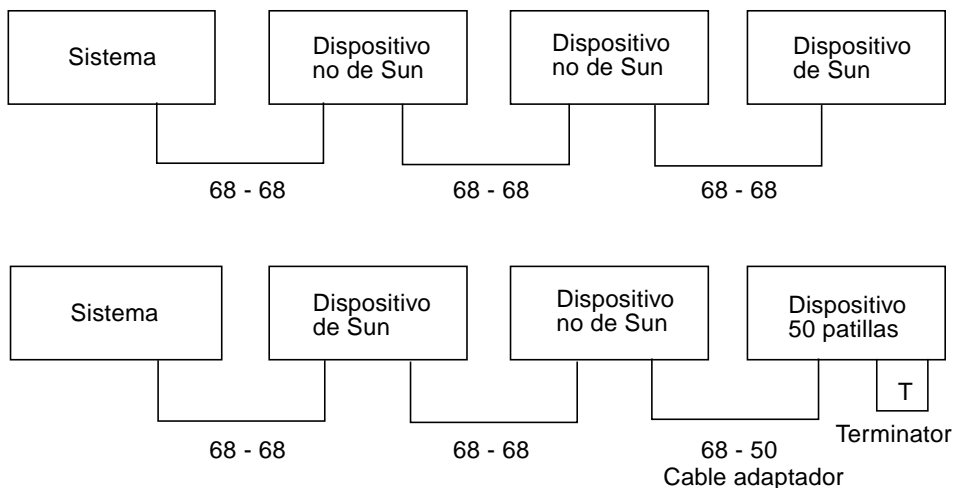 Sistema
Dispositivo
no de Sun
Dispositivo
no de Sun
Dispositivo
de Sun
68 - 68
68 - 68
68 - 68
Sistema
Dispositivo
de Sun
Dispositivo
no de Sun
Dispositivo
50 patillas
T
Terminator
68 - 68
68 - 68
68 - 50
Cable adaptador